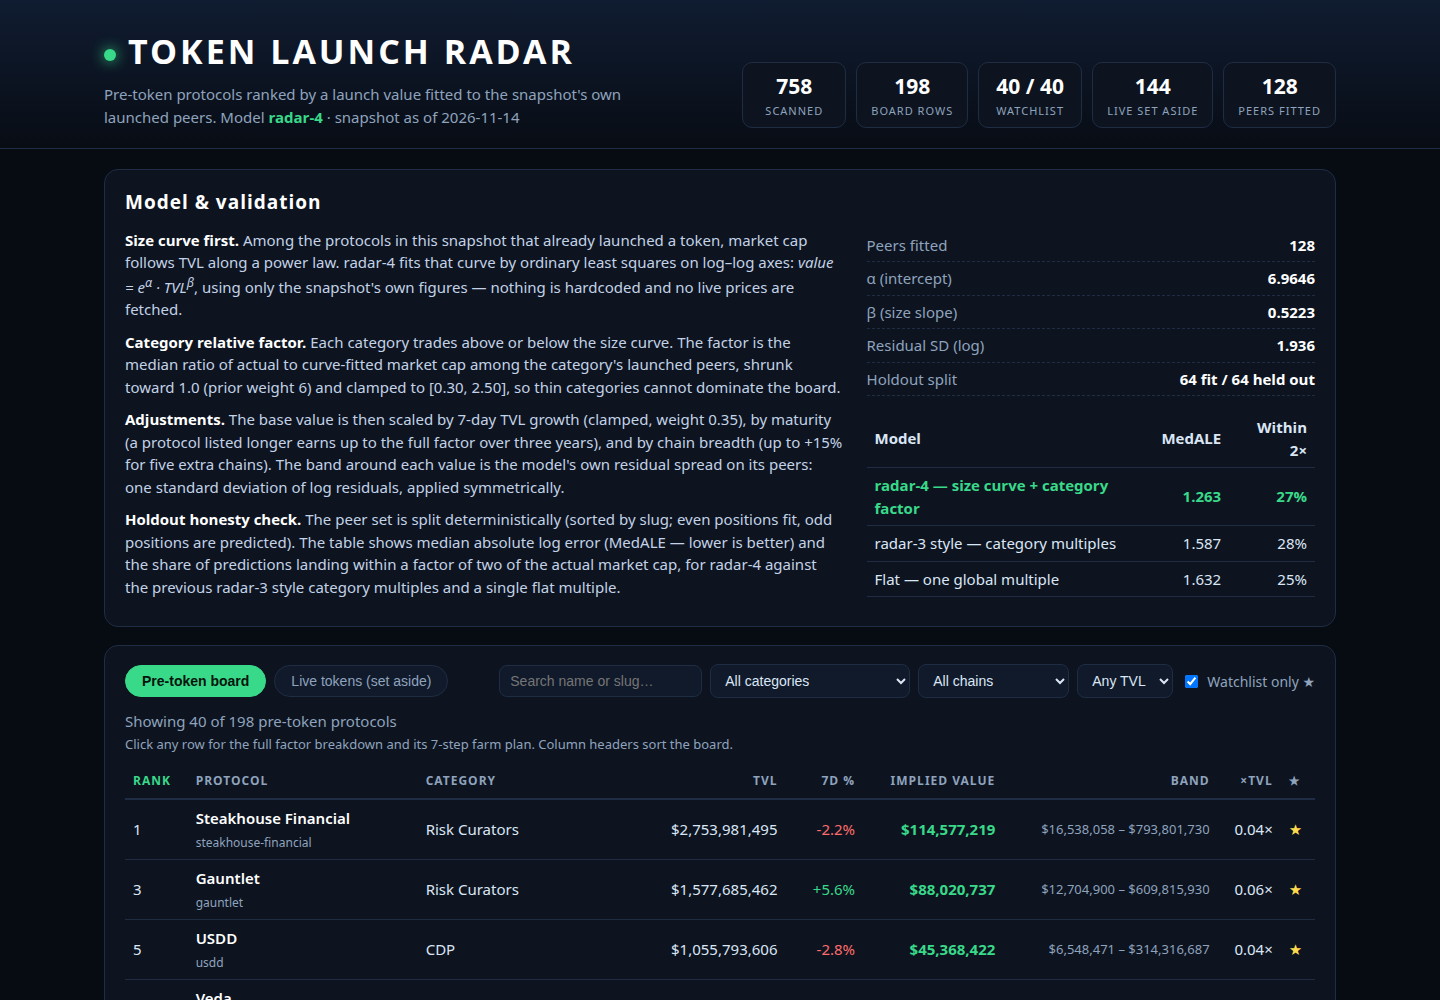 TOKEN LAUNCH RADAR
Pre-token protocols ranked by a launch value fitted to the snapshot's own
launched peers. Model radar-4 · snapshot as of 2026-11-14
758
SCANNED
198
BOARD ROWS
40 / 40
WATCHLIST
144
LIVE SET ASIDE
128
PEERS FITTED
Model & validation
Size curve first. Among the protocols in this snapshot that already launched a token, market cap
follows TVL along a power law. radar-4 fits that curve by ordinary least squares on log–log axes: value
= e^α · TVL^β, using only the snapshot's own figures — nothing is hardcoded and no live prices are
fetched.
Category relative factor. Each category trades above or below the size curve. The factor is the
median ratio of actual to curve-fitted market cap among the category's launched peers, shrunk
toward 1.0 (prior weight 6) and clamped to [0.30, 2.50], so thin categories cannot dominate the board.
Adjustments. The base value is then scaled by 7-day TVL growth (clamped, weight 0.35), by maturity
(a protocol listed longer earns up to the full factor over three years), and by chain breadth (up to +15%
for five extra chains). The band around each value is the model's own residual spread on its peers:
one standard deviation of log residuals, applied symmetrically.
Holdout honesty check. The peer set is split deterministically (sorted by slug; even positions fit, odd
positions are predicted). The table shows median absolute log error (MedALE — lower is better) and
the share of predictions landing within a factor of two of the actual market cap, for radar-4 against
the previous radar-3 style category multiples and a single flat multiple.
Peers fitted 128
α (intercept) 6.9646
β (size slope) 0.5223
Residual SD (log) 1.936
Holdout split 64 fit / 64 held out
Model MedALE Within 2×
radar-4 — size curve + category factor 1.263 27%
radar-3 style — category multiples 1.587 28%
Flat — one global multiple 1.632 25%
Pre-token board
Live tokens (set aside)
Search name or slug…
All categories
All chains
Any TVL
Watchlist only ★
Showing 40 of 198 pre-token protocols
Click any row for the full factor breakdown and its 7-step farm plan. Column headers sort the board.
RANK PROTOCOL CATEGORY TVL 7D % IMPLIED VALUE BAND ×TVL ★
1 Steakhouse Financial Risk Curators $2,753,981,495 -2.2% $114,577,219 $16,538,058 – $793,801,730 0.04× ★
steakhouse-financial
3 Gauntlet Risk Curators $1,577,685,462 +5.6% $88,020,737 $12,704,900 – $609,815,930 0.06× ★
gauntlet
5 USDD CDP $1,055,793,606 -2.8% $45,368,422 $6,548,471 – $314,316,687 0.04× ★
usdd
Veda